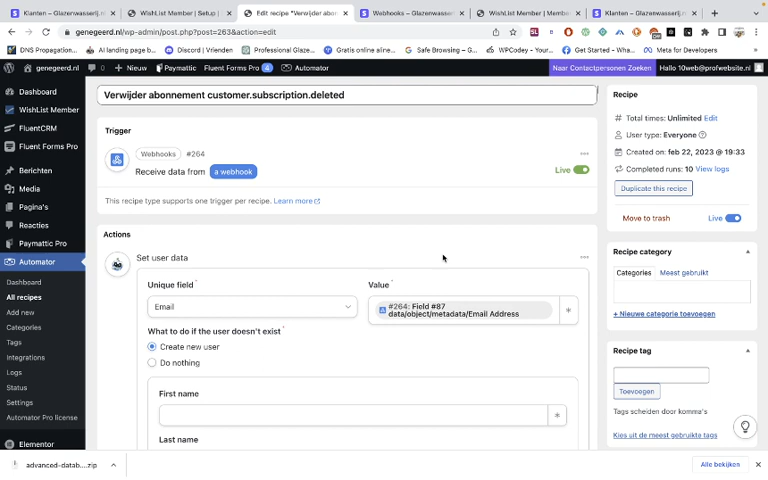 Klanten – Glazenwasserij.n
WishList Member | Setup |
Edit recipe "Verwijder abon
Webhooks – Glazenwasser
WishList Member | Membe
Klanten – Glazenwasserij.n
genegeerd.nl/wp-admin/post.php?post=263&action=edit
DNS Propagation...
AI landing page b...
Discord | Vrienden
Professional Glaze...
Gratis online aline...
Safe Browsing – G...
WPCodey - Your...
Get Started - Wha...
Meta for Developers
genegeerd.nl 0 Nieuw Paymattic Fluent Forms Pro 4 Automator Naar Contactpersonen Zoeken Hallo 10web@profwebsite.nl
Dashboard
WishList Member
FluentCRM
Fluent Forms Pro
Berichten
Media
Pagina's
Reacties
Paymattic Pro
Automator
Dashboard
All recipes
Add new
Categories
Tags
Integrations
Logs
Status
Settings
Automator Pro license
Elementor
Verwijder abonnement customer.subscription.deleted
Trigger
Webhooks #264
Receive data from a webhook
Live
This recipe type supports one trigger per recipe. Learn more
Actions
Set user data
Unique field *
Value *
Email
#264: Field #87
data/object/metadata/Email Address
What to do if the user doesn't exist *
Create new user
Do nothing
First name
Last name
Recipe
Total times: Unlimited Edit
User type: Everyone
Created on: feb 22, 2023 @ 19:33
Completed runs: 10 View logs
Duplicate this recipe
Move to trash
Live
Recipe category
Categories Meest gebruikt
+ Nieuwe categorie toevoegen
Recipe tag
Toevoegen
Tags scheiden door komma's
Kies uit de meest gebruikte tags
advanced-datab....zip
Alle bekijken